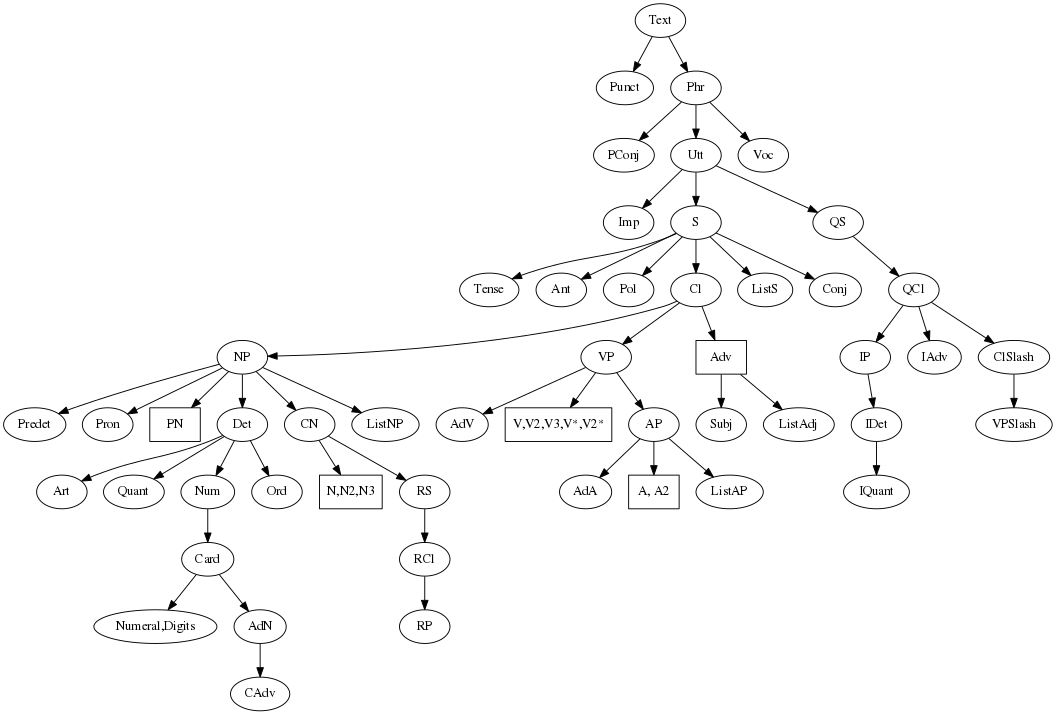 Text
Punct
Phr
PConj
Utt
Voc
Imp
S
QS
Tense
Ant
Pol
Cl
ListS
Conj
QCl
NP
VP
Adv
IP
IAdv
ClSlash
Predet
Pron
PN
Det
CN
ListNP
AdV
V,V2,V3,V*,V2*
AP
Subj
ListAdj
IDet
VPSlash
Art
Quant
Num
Ord
N,N2,N3
RS
AdA
A, A2
ListAP
IQuant
Card
RCl
Numeral,Digits
AdN
RP
CAdv